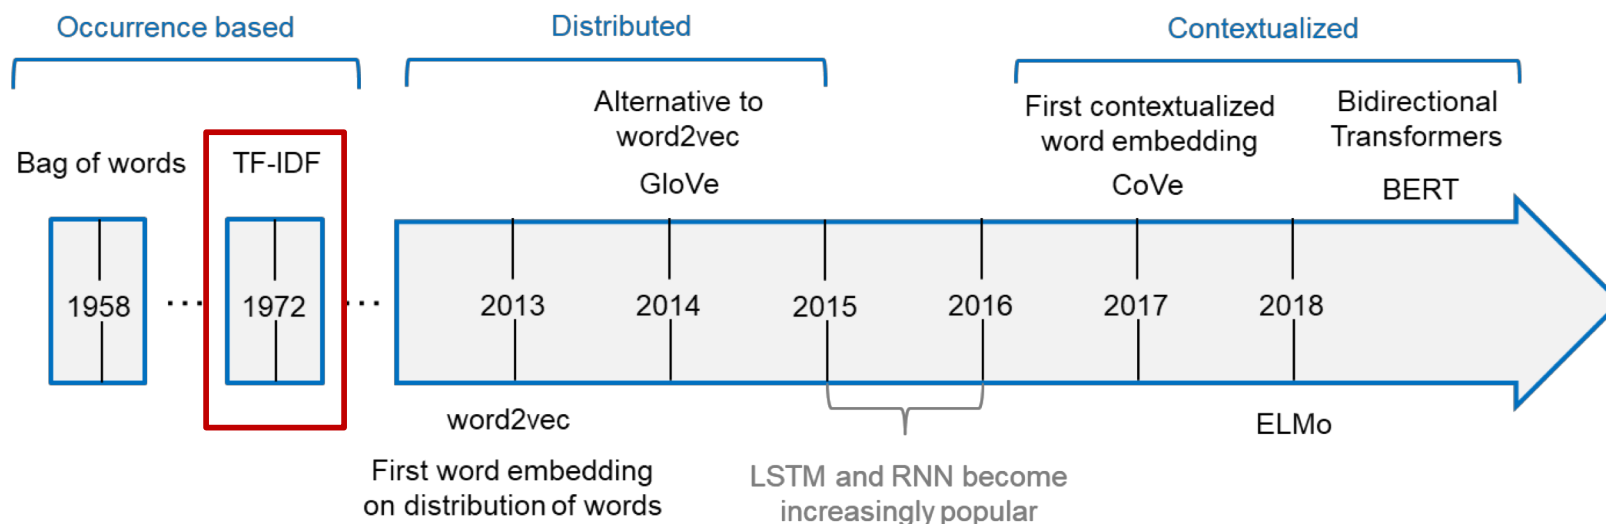 Occurrence based
Distributed
Contextualized
Bag of words
TF-IDF
Alternative to
word2vec
GloVe
First contextualized
word embedding
CoVe
Bidirectional
Transformers
BERT
1958
...
1972
...
2013
2014
2015
2016
2017
2018
word2vec
First word embedding
on distribution of words
LSTM and RNN become
increasingly popular
ELMo